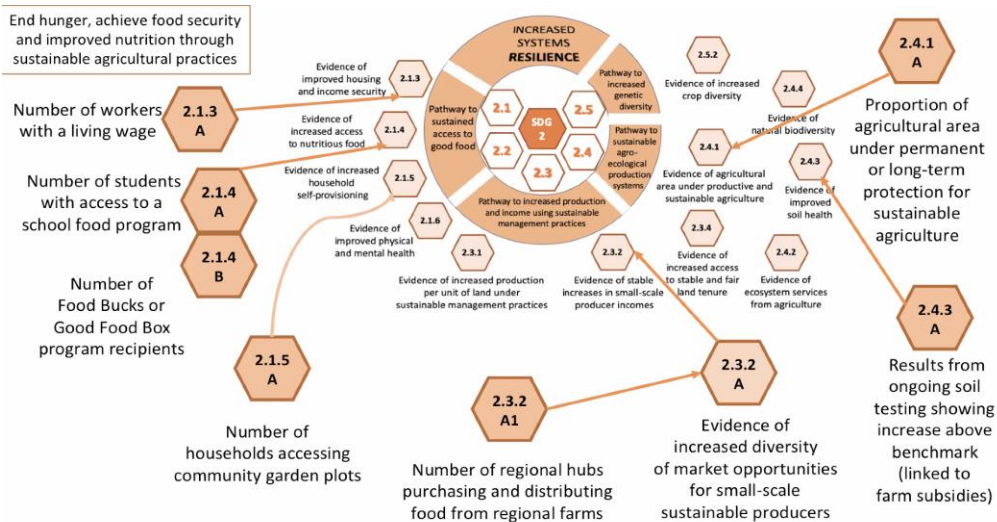 End hunger, achieve food security
and improved nutrition through
sustainable agricultural practices
Number of workers
with a living wage
2.1.3
A
Number of students
with access to a
school food program
2.1.4
A
2.1.4
B
Number of
Food Bucks or
Good Food Box
program recipients
2.1.5
A
Number of
households accessing
community garden plots
Evidence of
improved housing
and income security
2.1.3
Evidence of
increased access
to nutritious food
2.1.4
Evidence of increased
household
self-provisioning
2.1.5
2.1.6
Evidence of
improved physical
and mental health
INCREASED
SYSTEMS
RESILIENCE
Pathway to
sustained
access to
good food
Pathway to
increased
genetic
diversity
Pathway to
sustainable
agro-
ecological
production
systems
Pathway to increased production
and income using sustainable
management practices
2.1
2.5
SDG
2
2.2
2.4
2.3
2.3.1
Evidence of increased production
per unit of land under
sustainable management practices
2.3.2
Evidence of stable
increases in small-scale
producer incomes
2.3.4
Evidence of
increased access
to stable and fair
land tenure
2.4.2
Evidence of
ecosystem services
from agriculture
2.5.2
Evidence of increased
crop diversity
2.4.4
Evidence of
natural biodiversity
2.4.1
Evidence of agricultural
area under productive and
sustainable agriculture
2.4.3
Evidence of
improved
soil health
2.4.1
A
Proportion of
agricultural area
under permanent
or long-term
protection for
sustainable
agriculture
2.4.3
A
Results from
ongoing soil
testing showing
increase above
benchmark
(linked to
farm subsidies)
2.3.2
A1
Number of regional hubs
purchasing and distributing
food from regional farms
2.3.2
A
Evidence of
increased diversity
of market opportunities
for small-scale
sustainable producers